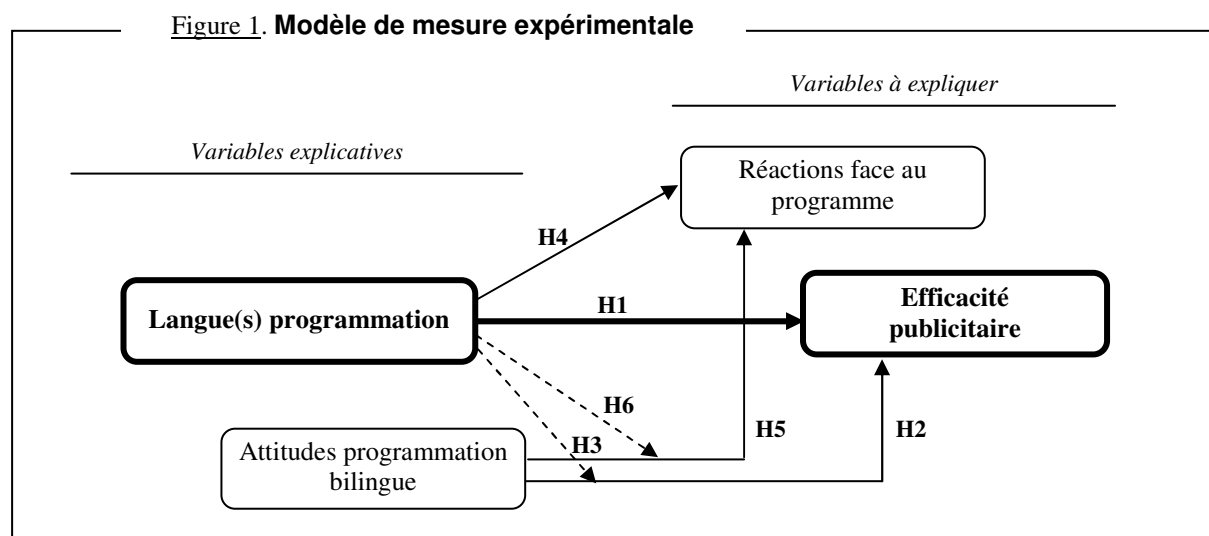 Figure 1. Modèle de mesure expérimentale
Variables à expliquer
Variables explicatives
Réactions face au
programme
H4
Langue(s) programmation
H1
Efficacité
publicitaire
H6
H3
H5
H2
Attitudes programmation
bilingue